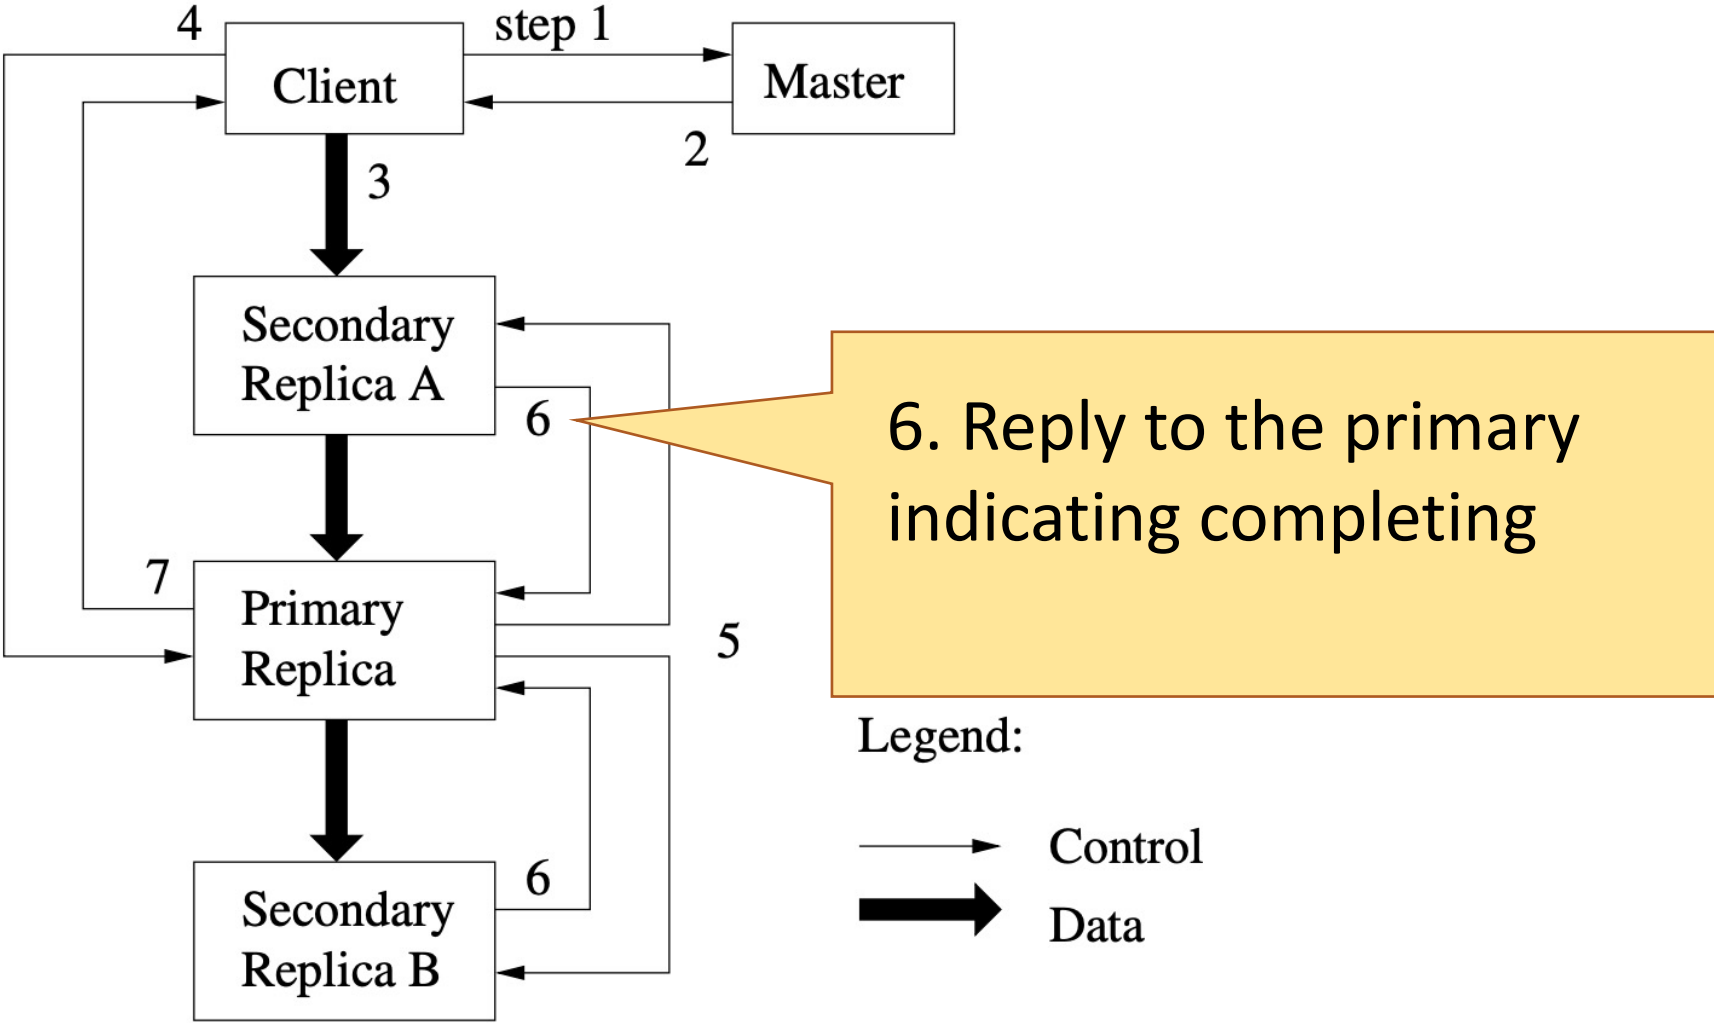 4
step 1
Client
Master
2
3
Secondary
Replica A
6
6. Reply to the primary
indicating completing
7
Primary
Replica
5
Legend:
Control
6
Secondary
Replica B
Data